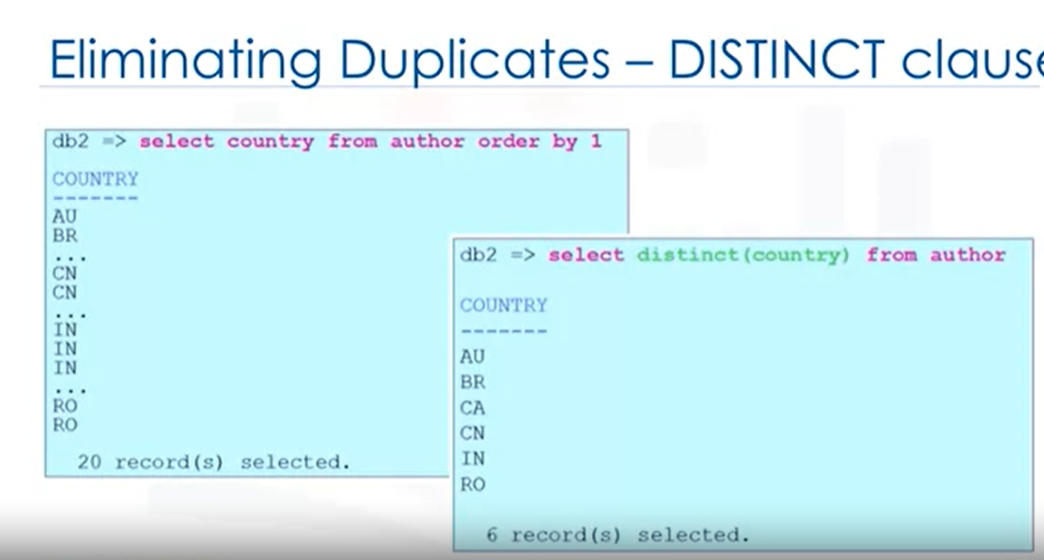 Eliminating Duplicates – DISTINCT clause
db2 => select country from author order by 1
COUNTRY
-------
AU
BR
...
CN
CN
...
IN
IN
IN
...
RO
RO
20 record(s) selected.
db2 => select distinct(country) from author
COUNTRY
-------
AU
BR
CA
CN
IN
RO
6 record(s) selected.